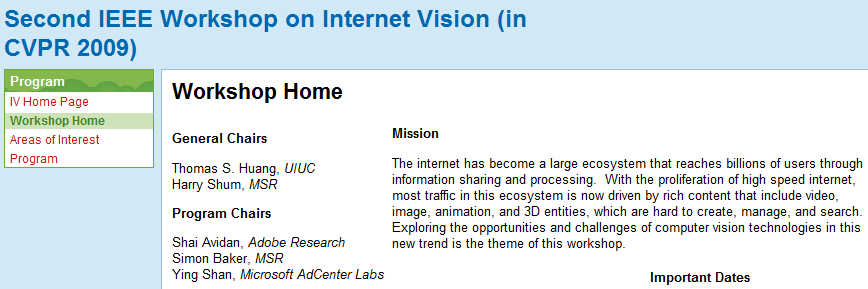 Second IEEE Workshop on Internet Vision (in
CVPR 2009)
Program
IV Home Page
Workshop Home
Areas of Interest
Program
Workshop Home
General Chairs
Thomas S. Huang, UIUC
Harry Shum, MSR
Program Chairs
Shai Avidan, Adobe Research
Simon Baker, MSR
Ying Shan, Microsoft AdCenter Labs
Mission
The internet has become a large ecosystem that reaches billions of users through
information sharing and processing. With the proliferation of high speed internet,
most traffic in this ecosystem is now driven by rich content that include video,
image, animation, and 3D entities, which are hard to create, manage, and search.
Exploring the opportunities and challenges of computer vision technologies in this
new trend is the theme of this workshop.
Important Dates